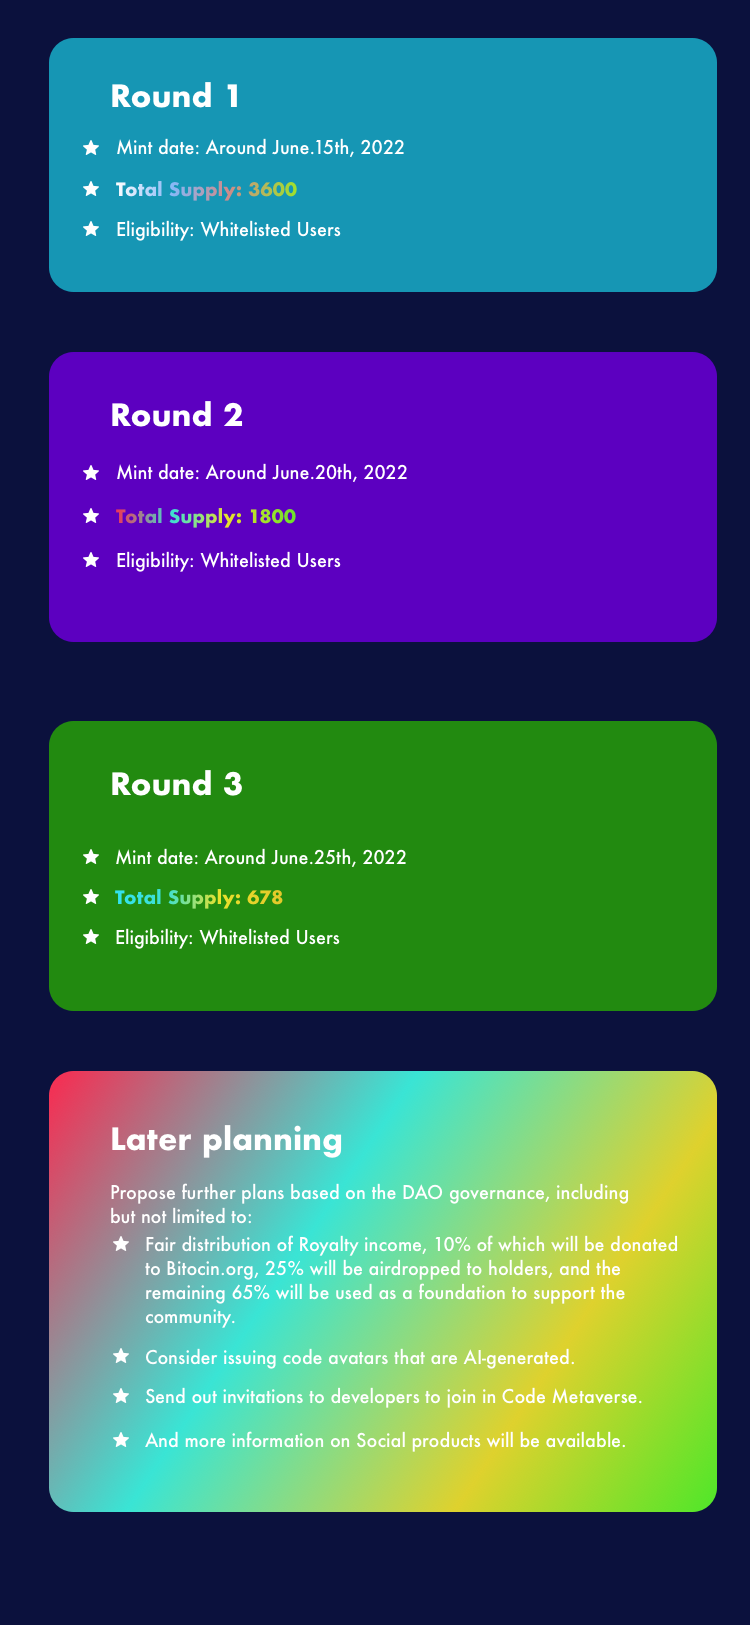 Round 1
Mint date: Around June.15th, 2022
Total Supply: 3600
Eligibility: Whitelisted Users
Round 2
Mint date: Around June.20th, 2022
Total Supply: 1800
Eligibility: Whitelisted Users
Round 3
Mint date: Around June.25th, 2022
Total Supply: 678
Eligibility: Whitelisted Users
Later planning
Propose further plans based on the DAO governance, including
but not limited to:
Fair distribution of Royalty income, 10% of which will be donated
to Bitocin.org, 25% will be airdropped to holders, and the
remaining 65% will be used as a foundation to support the
community.
Consider issuing code avatars that are AI-generated.
Send out invitations to developers to join in Code Metaverse.
And more information on Social products will be available.